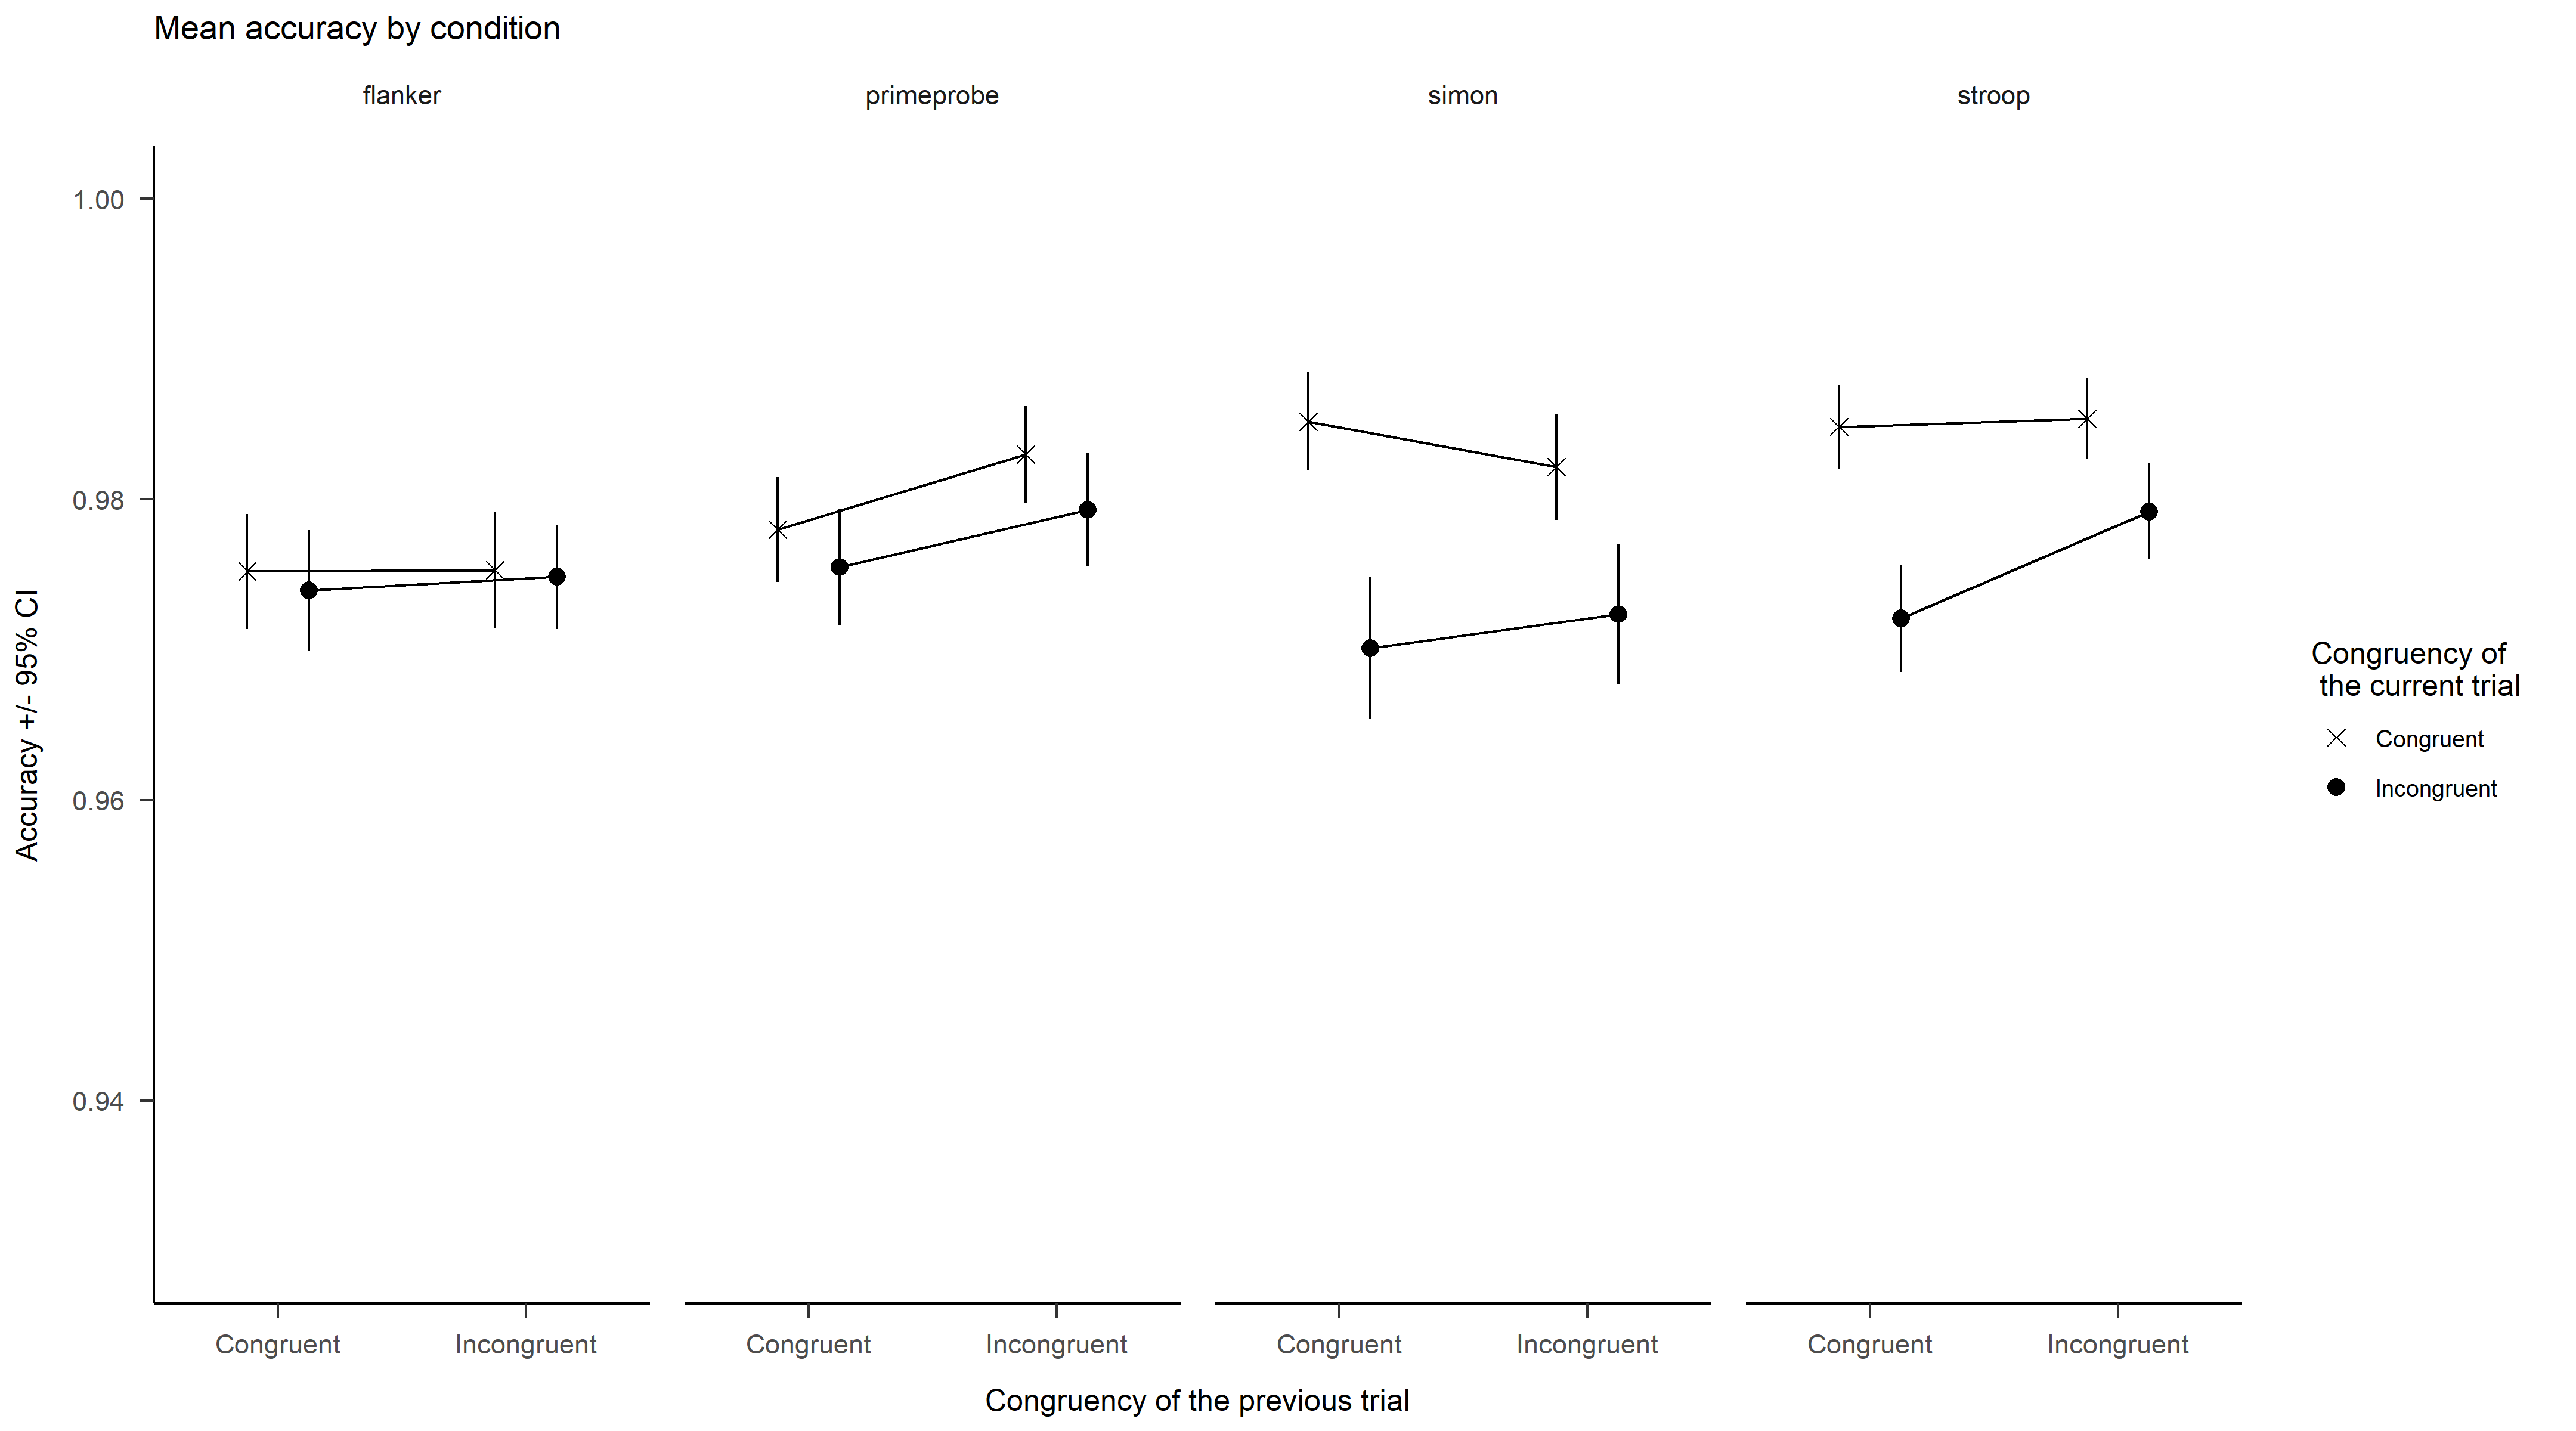 Mean accuracy by condition
flanker
primeprobe
simon
stroop
1.00
0.98
0.96
0.94
Accuracy +/- 95% CI
Congruent
Incongruent
Congruent
Incongruent
Congruent
Incongruent
Congruent
Incongruent
Congruency of the previous trial
Congruency of
the current trial
Congruent
Incongruent